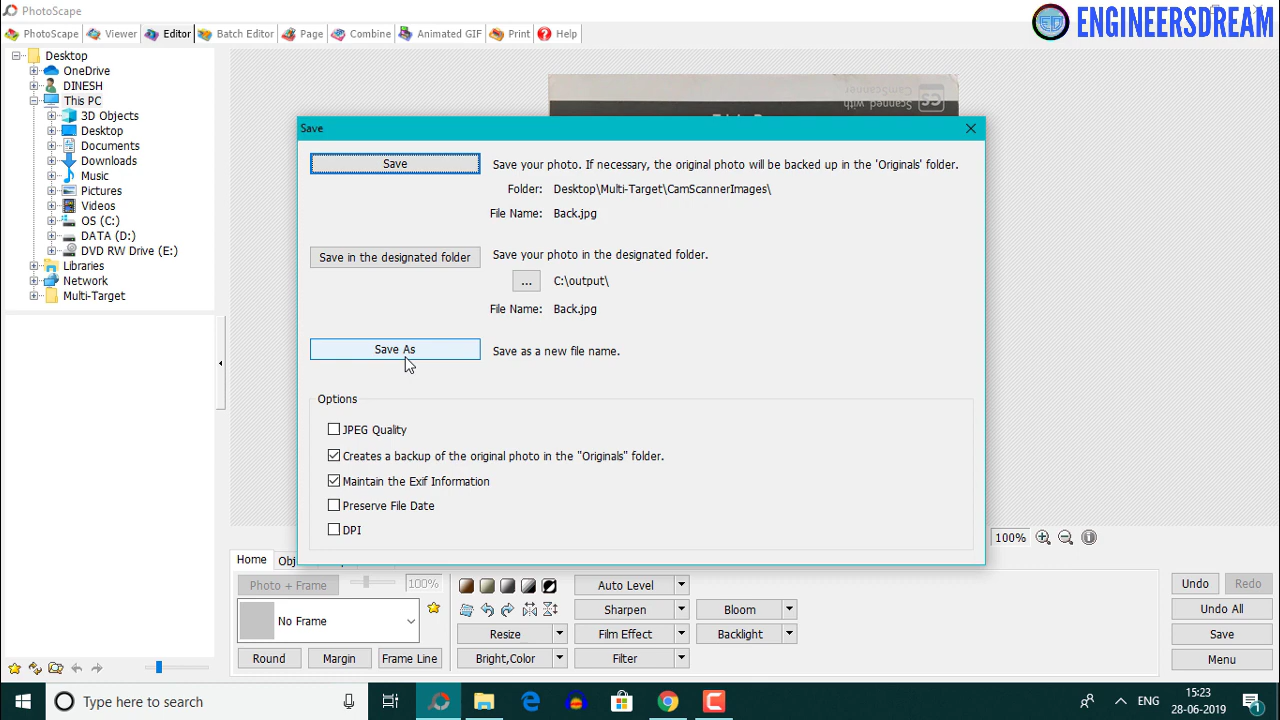 PhotoScape
ENGINEERSDREAM
PhotoScape Viewer Editor Batch Editor Page Combine Animated GIF Print Help
Desktop
OneDrive
DINESH
This PC
3D Objects
Desktop
Documents
Downloads
Music
Pictures
Videos
OS (C:)
DATA (D:)
DVD RW Drive (E:)
Libraries
Network
Multi-Target
CS Scanned with
CamScanner
Save
Save Save your photo. If necessary, the original photo will be backed up in the 'Originals' folder.
Folder: Desktop\Multi-Target\CamScannerImages\
File Name: Back.jpg
Save in the designated folder Save your photo in the designated folder.
... C:\output\
File Name: Back.jpg
Save As Save as a new file name.
Options
JPEG Quality
Creates a backup of the original photo in the "Originals" folder.
Maintain the Exif Information
Preserve File Date
DPI
100%
Home Obj
Photo + Frame 100% Auto Level Undo Redo
No Frame Sharpen Bloom Undo All
Resize Film Effect Backlight Save
Round Margin Frame Line Bright,Color Filter Menu
Type here to search ENG 15:23
28-06-2019 1